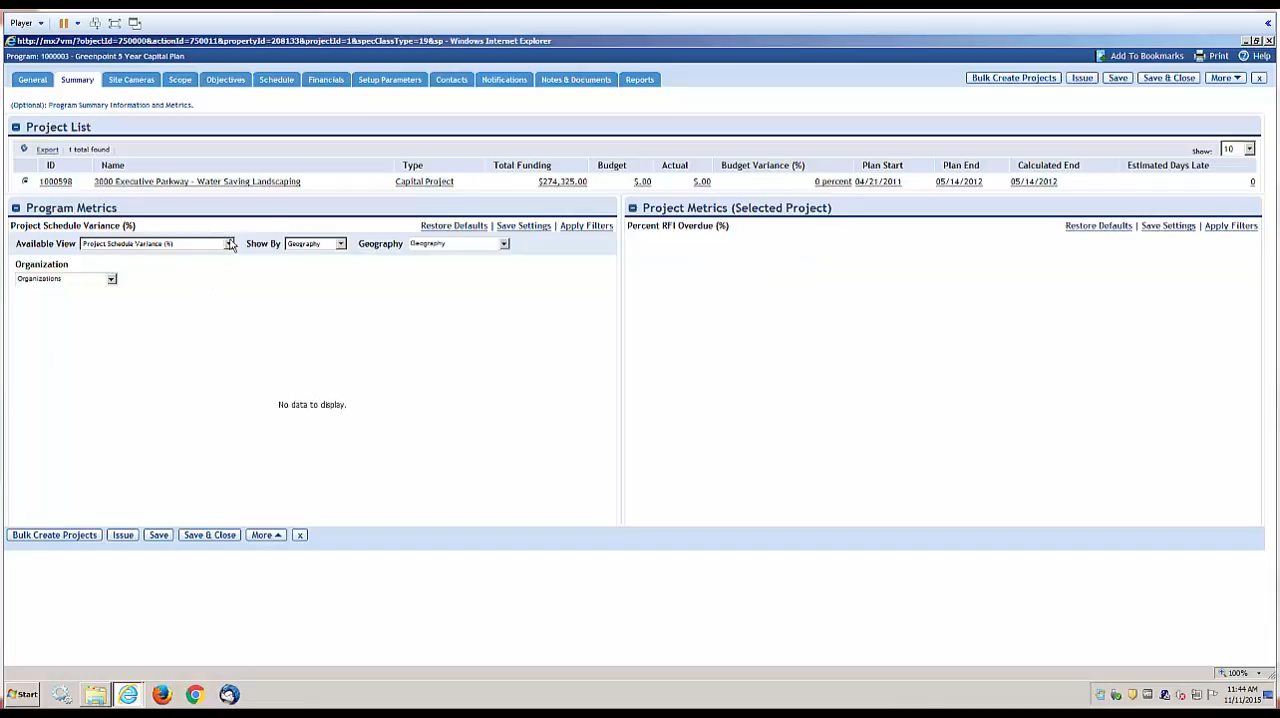 Player
http://mx7vm/?objectId=750000&actionId=750011&propertyId=208133&projectId=1&specClassType=19&sp - Windows Internet Explorer
Program: 1000003 - Greenpoint 5 Year Capital Plan
Add To Bookmarks Print Help
General Summary Site Cameras Scope Objectives Schedule Financials Setup Parameters Contacts Notifications Notes & Documents Reports
Bulk Create Projects Issue Save Save & Close More x
(Optional): Program Summary Information and Metrics.
Project List
Export 1 total found Show: 10
ID Name Type Total Funding Budget Actual Budget Variance (%) Plan Start Plan End Calculated End Estimated Days Late
1000598 3000 Executive Parkway - Water Saving Landscaping Capital Project $274,325.00 $.00 $.00 0 percent 04/21/2011 05/14/2012 05/14/2012 0
Program Metrics Project Metrics (Selected Project)
Project Schedule Variance (%) Restore Defaults | Save Settings | Apply Filters Percent RFI Overdue (%) Restore Defaults | Save Settings | Apply Filters
Available View Project Schedule Variance (%) Show By Geography Geography Geography
Organization
Organizations
No data to display.
Bulk Create Projects Issue Save Save & Close More x
100%
Start
11:44 AM
11/11/2015